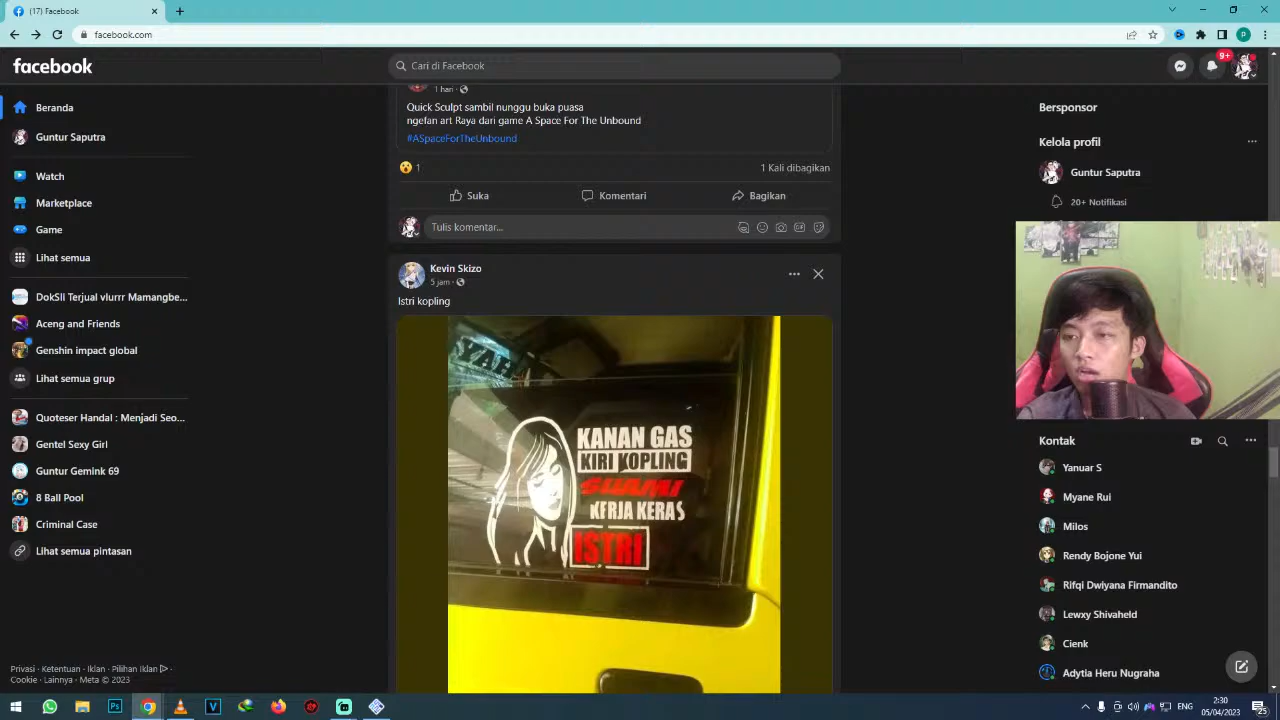 (17) Facebook
facebook.com
facebook
Cari di Facebook
9+
Beranda
Guntur Saputra
Watch
Marketplace
Game
Lihat semua
DokSli Terjual vlurrr Mamangbe...
Aceng and Friends
Genshin impact global
Lihat semua grup
Quoteser Handal : Menjadi Seo...
Gentel Sexy Girl
Guntur Gemink 69
8 Ball Pool
Criminal Case
Lihat semua pintasan
Privasi · Ketentuan · Iklan · Pilihan Iklan ·
Cookie · Lainnya · Meta © 2023
1 hari ·
Quick Sculpt sambil nunggu buka puasa
ngefan art Raya dari game A Space For The Unbound
#ASpaceForTheUnbound
1
1 Kali dibagikan
Suka
Komentari
Bagikan
Tulis komentar...
Kevin Skizo
5 jam ·
Istri kopling
YAH
KANAN GAS
KIRI KOPLING
SUAMI
KERJA KERAS
ISTRI
Bersponsor
Kelola profil
Guntur Saputra
20+ Notifikasi
Kontak
Yanuar S
Myane Rui
Milos
Rendy Bojone Yui
Rifqi Dwiyana Firmandito
Lewxy Shivaheld
Cienk
Adytia Heru Nugraha
ENG
2:30
05/04/2023